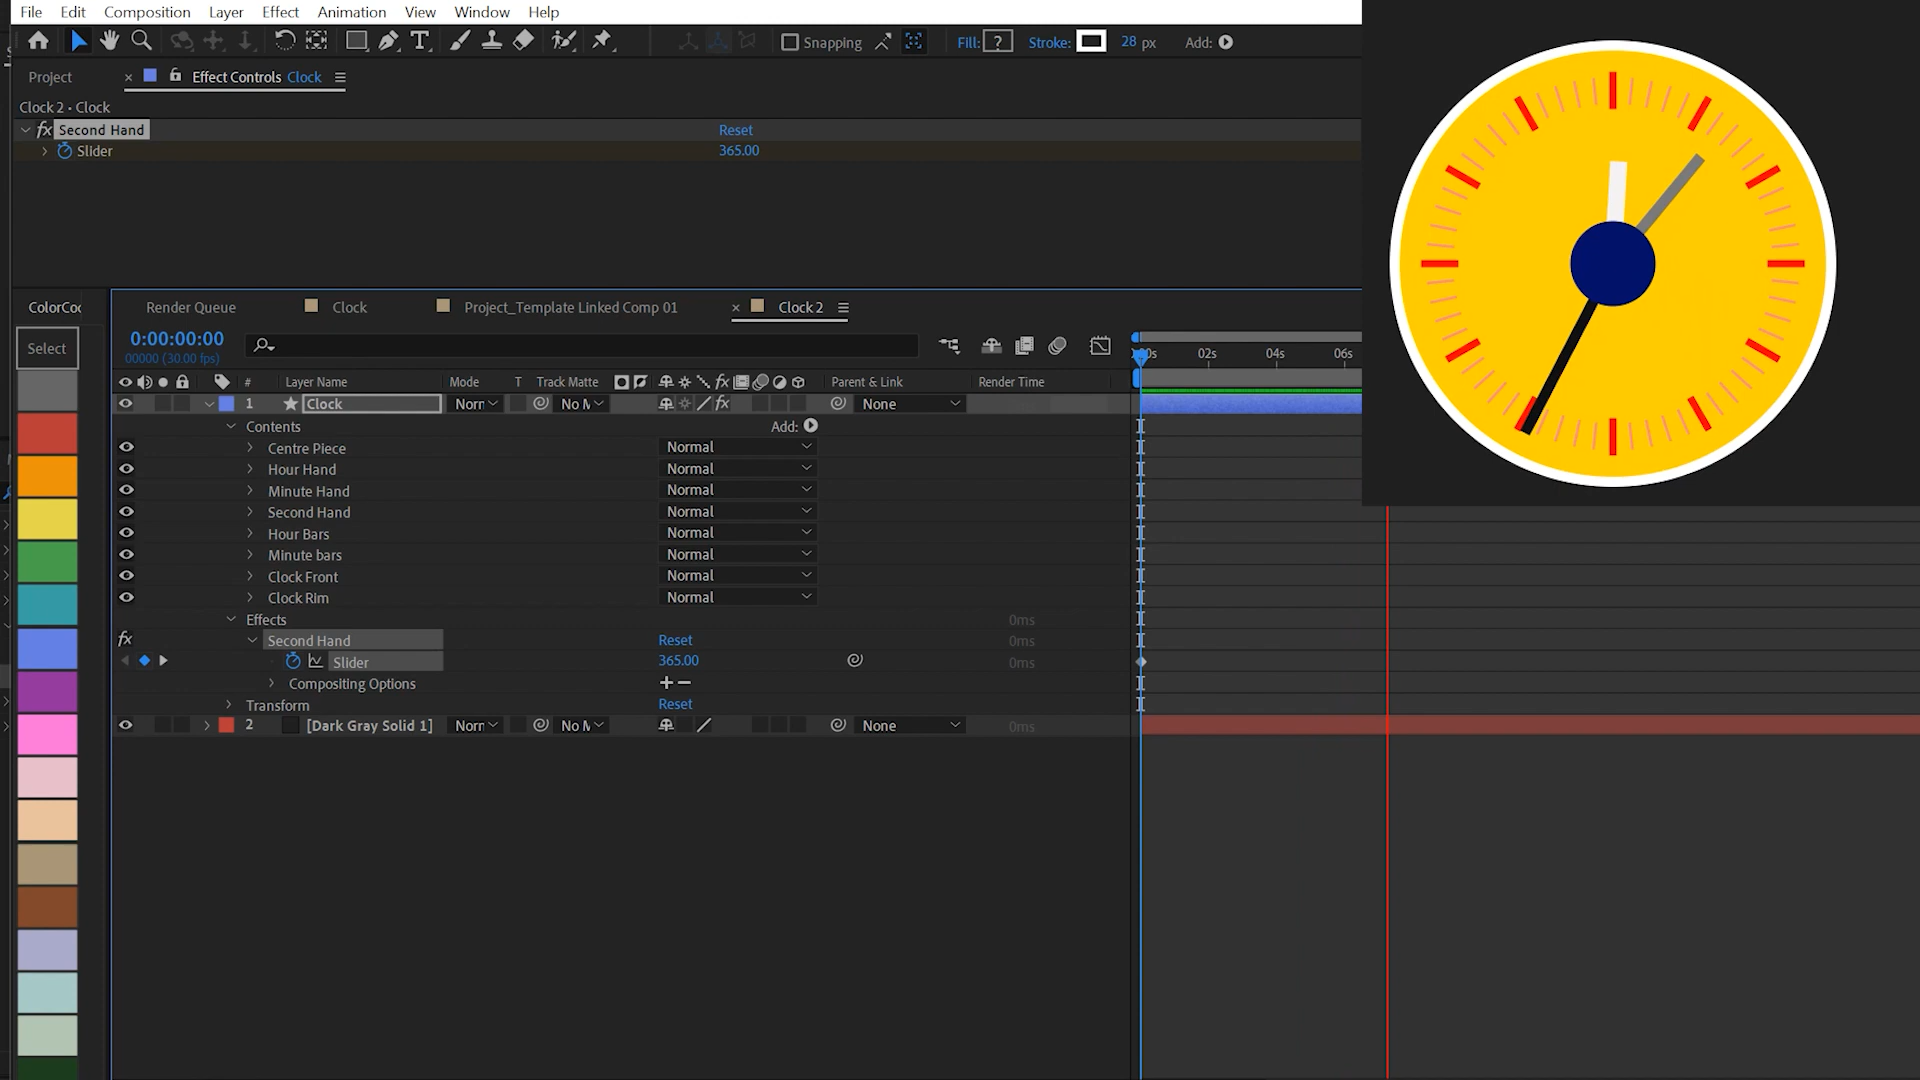 File Edit Composition Layer Effect Animation View Window Help
Snapping Fill: ? Stroke: 28 px Add:
Project × Effect Controls Clock
Clock 2 • Clock
fx Second Hand Reset
Slider 365.00
Render Queue Clock Project_Template Linked Comp 01 × Clock 2
Select
0:00:00:00
00000 (30.00 fps)
02s 04s 06s
# Layer Name Mode T Track Matte fx Parent & Link Render Time
1 Clock fx None
Contents Add:
Centre Piece Normal
Hour Hand Normal
Minute Hand Normal
Second Hand Normal
Hour Bars Normal
Minute bars Normal
Clock Front Normal
Clock RIm Normal
Effects 0ms
fx Second Hand Reset 0ms
Slider 365.00 0ms
Compositing Options + −
Transform Reset
2 [Dark Gray Solid 1] None 0ms